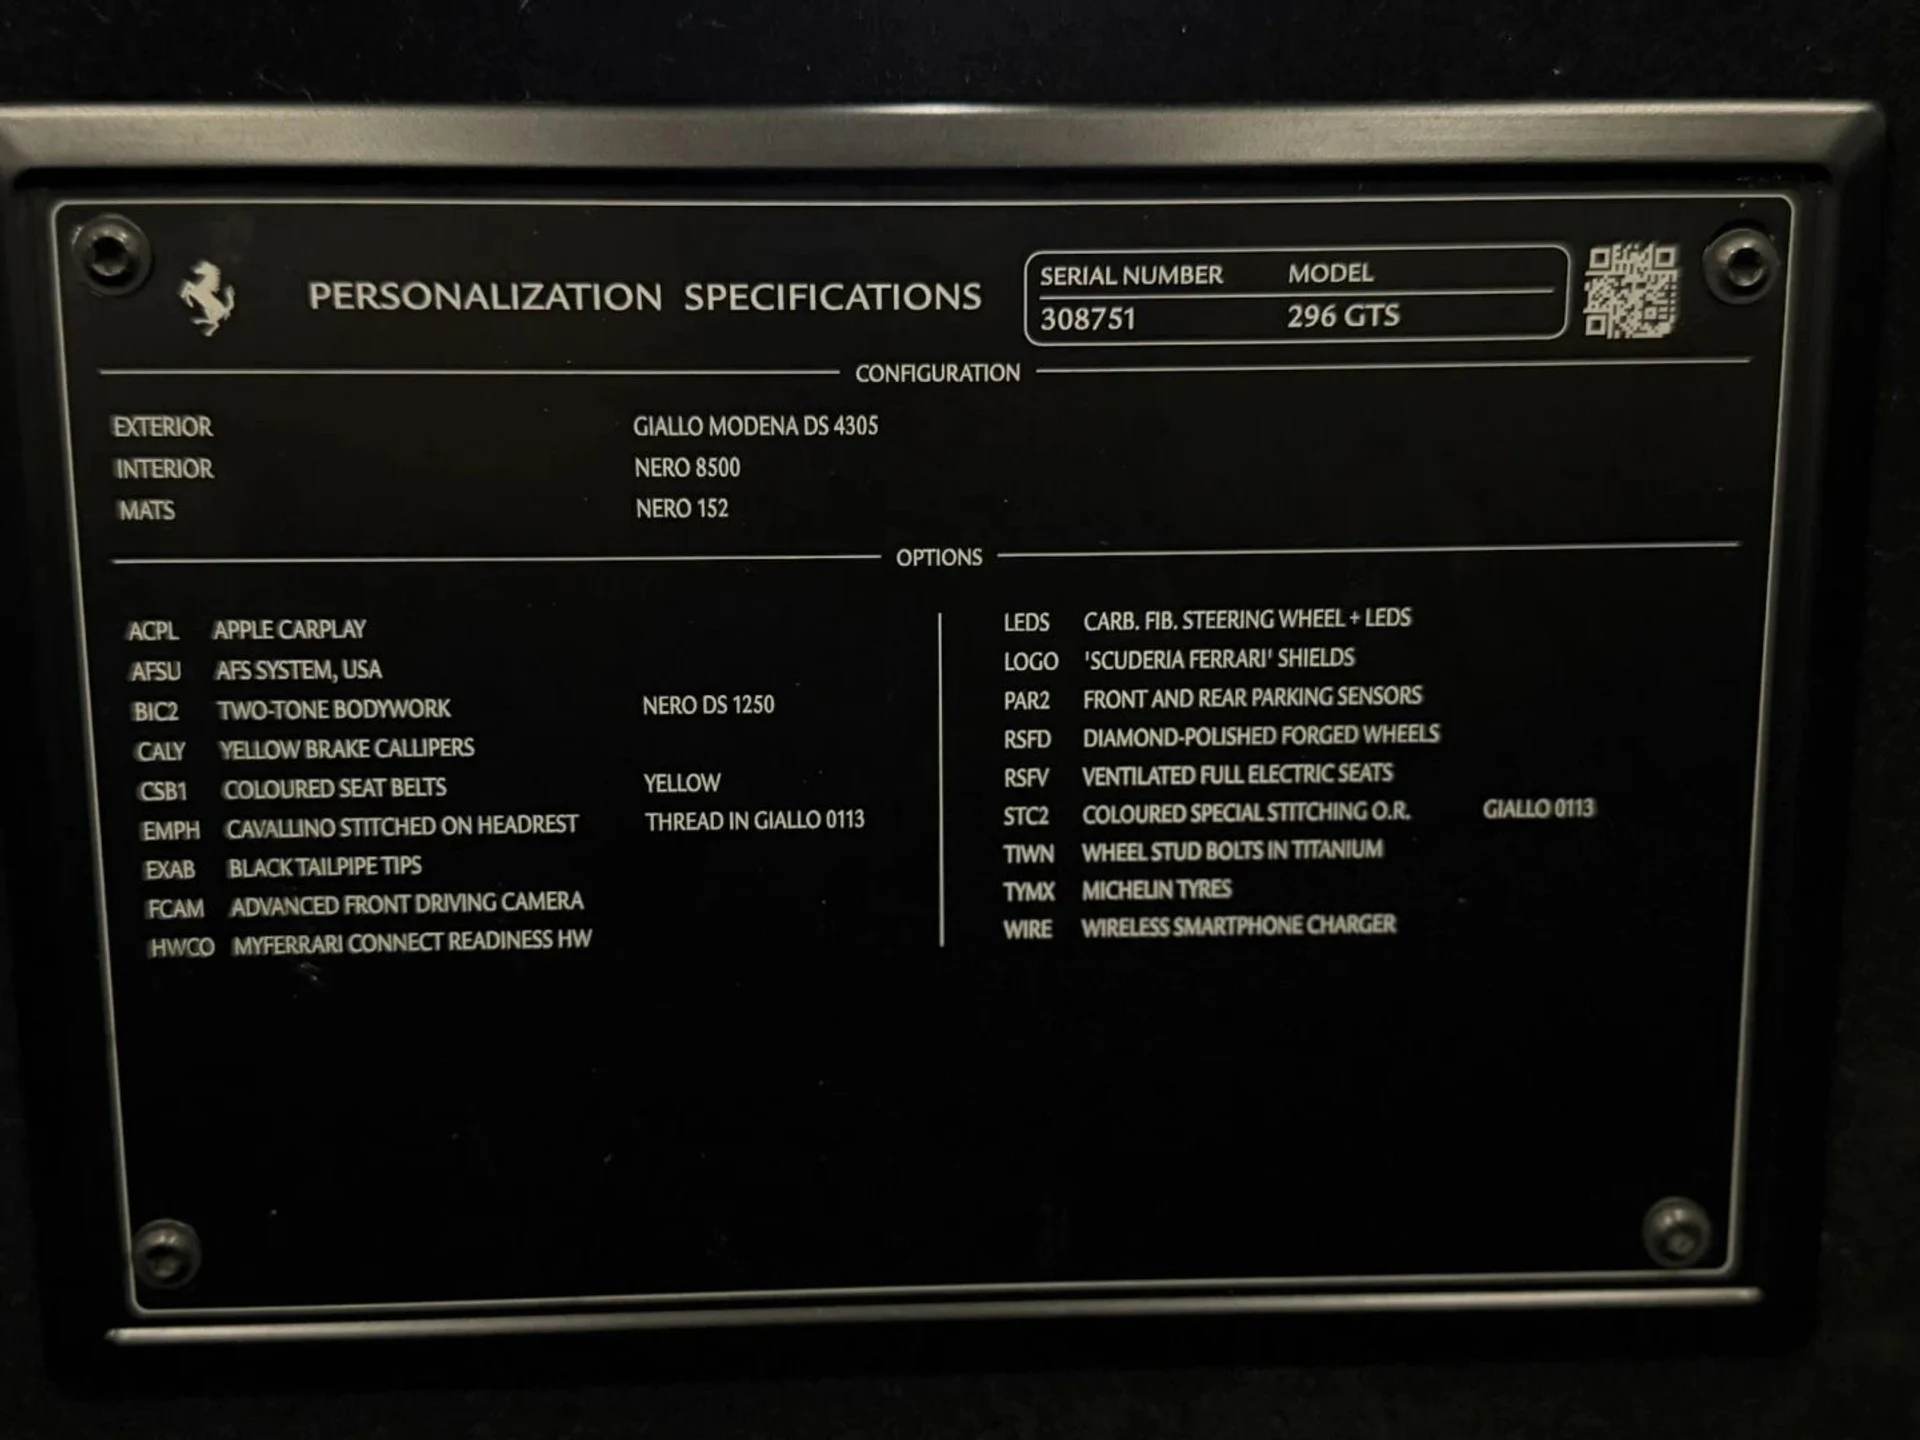 PERSONALIZATION SPECIFICATIONS
SERIAL NUMBER MODEL
308751 296 GTS
CONFIGURATION
EXTERIOR GIALLO MODENA DS 4305
INTERIOR NERO 8500
MATS NERO 152
OPTIONS
ACPL APPLE CARPLAY
AFSU AFS SYSTEM, USA
BIC2 TWO-TONE BODYWORK NERO DS 1250
CALY YELLOW BRAKE CALLIPERS
CSB1 COLOURED SEAT BELTS YELLOW
EMPH CAVALLINO STITCHED ON HEADREST THREAD IN GIALLO 0113
EXAB BLACK TAILPIPE TIPS
FCAM ADVANCED FRONT DRIVING CAMERA
HWCO MYFERRARI CONNECT READINESS HW
LEDS CARB. FIB. STEERING WHEEL + LEDS
LOGO 'SCUDERIA FERRARI' SHIELDS
PAR2 FRONT AND REAR PARKING SENSORS
RSFD DIAMOND-POLISHED FORGED WHEELS
RSFV VENTILATED FULL ELECTRIC SEATS
STC2 COLOURED SPECIAL STITCHING O.R. GIALLO 0113
TIWN WHEEL STUD BOLTS IN TITANIUM
TYMX MICHELIN TYRES
WIRE WIRELESS SMARTPHONE CHARGER